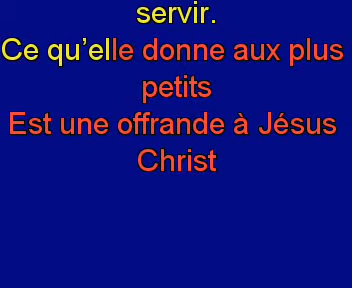 servir.
Ce qu’elle donne aux plus
petits
Est une offrande à Jésus
Christ